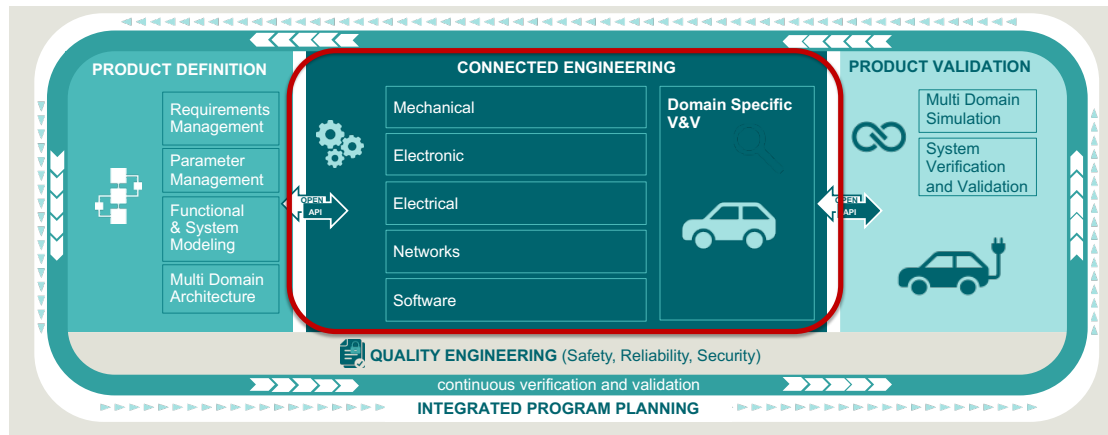 PRODUCT DEFINITION
Requirements
Management
Parameter
Management
Functional
& System
Modeling
Multi Domain
Architecture
OPEN
API
CONNECTED ENGINEERING
Mechanical
Electronic
Electrical
Networks
Software
Domain Specific
V&V
OPEN
API
PRODUCT VALIDATION
Multi Domain
Simulation
System
Verification
and Validation
QUALITY ENGINEERING (Safety, Reliability, Security)
continuous verification and validation
INTEGRATED PROGRAM PLANNING